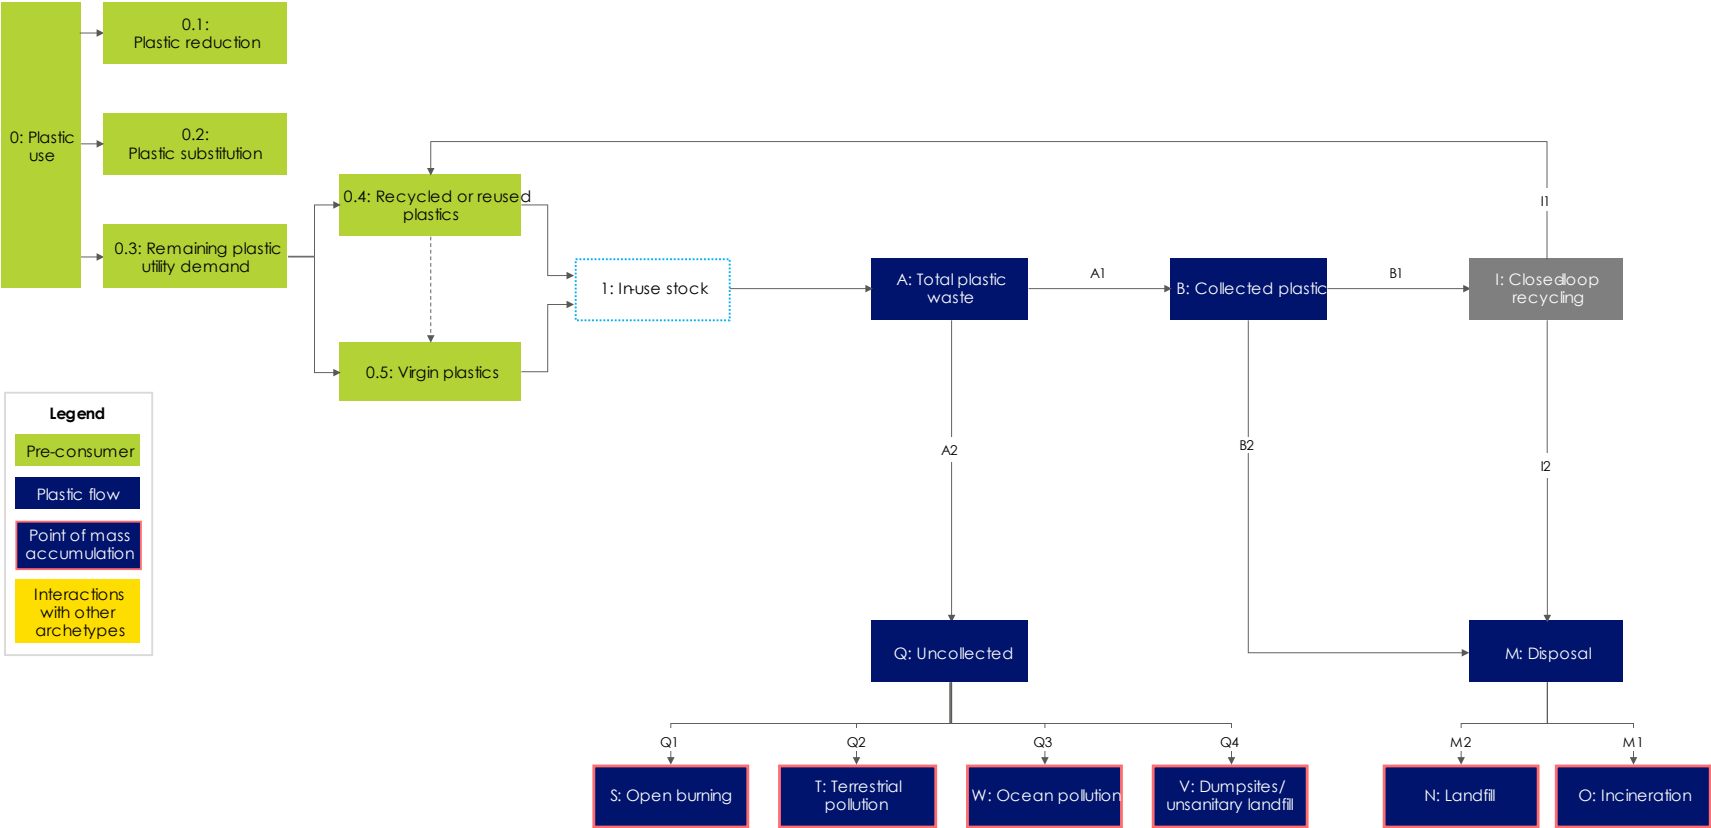 0.1:
Plastic reduction
0: Plastic
use
0.2:
Plastic substitution
0.3: Remaining plastic
utility demand
0.4: Recycled or reused
plastics
0.5: Virgin plastics
1: In-use stock
A: Total plastic
waste
A1
B: Collected plastic
B1
I: Closedloop
recycling
I1
A2
B2
I2
Legend
Pre-consumer
Plastic flow
Point of mass
accumulation
Interactions
with other
archetypes
Q: Uncollected
M: Disposal
Q1
Q2
Q3
Q4
M2
M1
S: Open burning
T: Terrestrial
pollution
W: Ocean pollution
V: Dumpsites/
unsanitary landfill
N: Landfill
O: Incineration